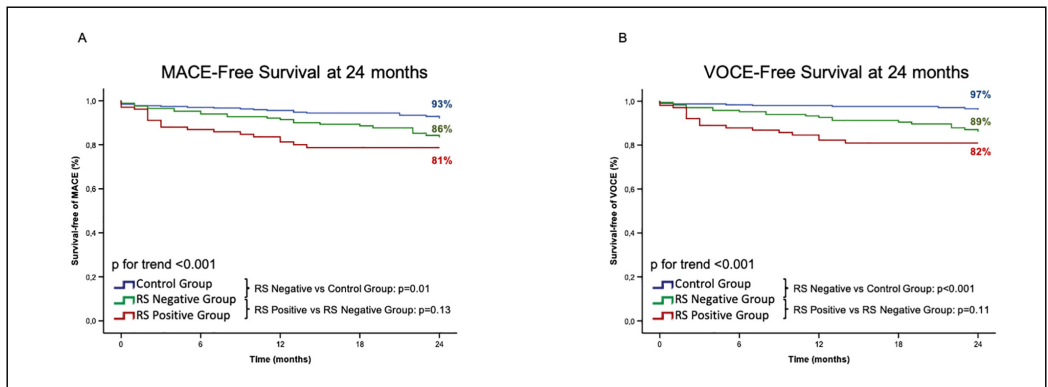 A
MACE-Free Survival at 24 months
Survival-free of MACE (%)
1,0
0,8
0,6
0,4
0,2
0,0
93%
86%
81%
p for trend <0.001
Control Group
RS Negative Group
RS Positive Group
RS Negative vs Control Group: p=0.01
RS Positive vs RS Negative Group: p=0.13
0
6
12
18
24
Time (months)
B
VOCE-Free Survival at 24 months
Survival-free of VOCE (%)
1,0
0,8
0,6
0,4
0,2
0,0
97%
89%
82%
p for trend <0.001
Control Group
RS Negative Group
RS Positive Group
RS Negative vs Control Group: p<0.001
RS Positive vs RS Negative Group: p=0.11
0
6
12
18
24
Time (months)